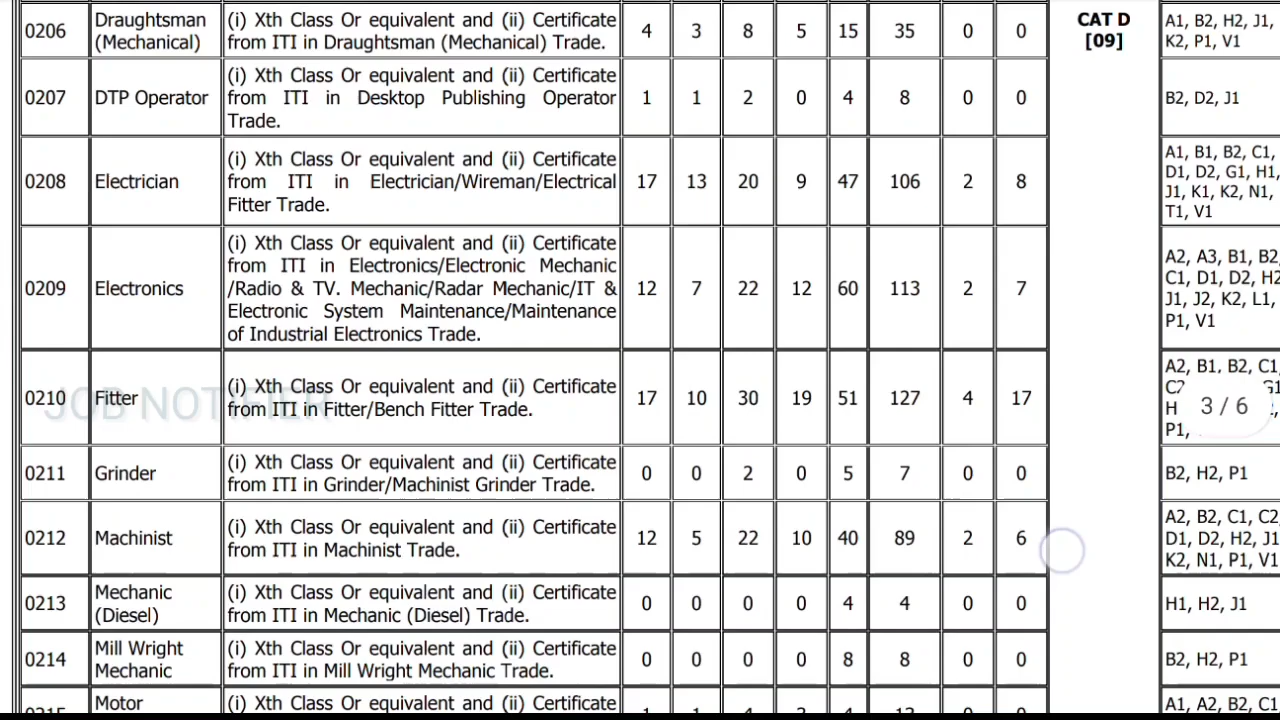 0206 Draughtsman (Mechanical) (i) Xth Class Or equivalent and (ii) Certificate from ITI in Draughtsman (Mechanical) Trade. 4 3 8 5 15 35 0 0 CAT D [09] A1, B2, H2, J1, K2, P1, V1
0207 DTP Operator (i) Xth Class Or equivalent and (ii) Certificate from ITI in Desktop Publishing Operator Trade. 1 1 2 0 4 8 0 0 B2, D2, J1
0208 Electrician (i) Xth Class Or equivalent and (ii) Certificate from ITI in Electrician/Wireman/Electrical Fitter Trade. 17 13 20 9 47 106 2 8 A1, B1, B2, C1, D1, D2, G1, H1, J1, K1, K2, N1, T1, V1
0209 Electronics (i) Xth Class Or equivalent and (ii) Certificate from ITI in Electronics/Electronic Mechanic /Radio & TV. Mechanic/Radar Mechanic/IT & Electronic System Maintenance/Maintenance of Industrial Electronics Trade. 12 7 22 12 60 113 2 7 A2, A3, B1, B2, C1, D1, D2, H2 J1, J2, K2, L1, P1, V1
0210 Fitter (i) Xth Class Or equivalent and (ii) Certificate from ITI in Fitter/Bench Fitter Trade. 17 10 30 19 51 127 4 17 A2, B1, B2, C1, C2 G1 H P1,
JOB NOTIFIER
3 / 6
0211 Grinder (i) Xth Class Or equivalent and (ii) Certificate from ITI in Grinder/Machinist Grinder Trade. 0 0 2 0 5 7 0 0 B2, H2, P1
0212 Machinist (i) Xth Class Or equivalent and (ii) Certificate from ITI in Machinist Trade. 12 5 22 10 40 89 2 6 A2, B2, C1, C2, D1, D2, H2, J1 K2, N1, P1, V1
0213 Mechanic (Diesel) (i) Xth Class Or equivalent and (ii) Certificate from ITI in Mechanic (Diesel) Trade. 0 0 0 0 4 4 0 0 H1, H2, J1
0214 Mill Wright Mechanic (i) Xth Class Or equivalent and (ii) Certificate from ITI in Mill Wright Mechanic Trade. 0 0 0 0 8 8 0 0 B2, H2, P1
0215 Motor (i) Xth Class Or equivalent and (ii) Certificate A1, A2, B2, C1